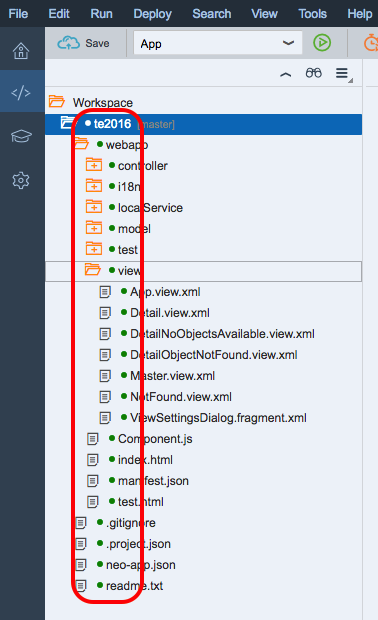 File Edit Run Deploy Search View Tools Help
Save App
Workspace
te2016 [master]
webapp
controller
i18n
localService
model
test
view
App.view.xml
Detail.view.xml
DetailNoObjectsAvailable.view.xml
DetailObjectNotFound.view.xml
Master.view.xml
NotFound.view.xml
ViewSettingsDialog.fragment.xml
Component.js
index.html
manifest.json
test.html
.gitignore
.project.json
neo-app.json
readme.txt